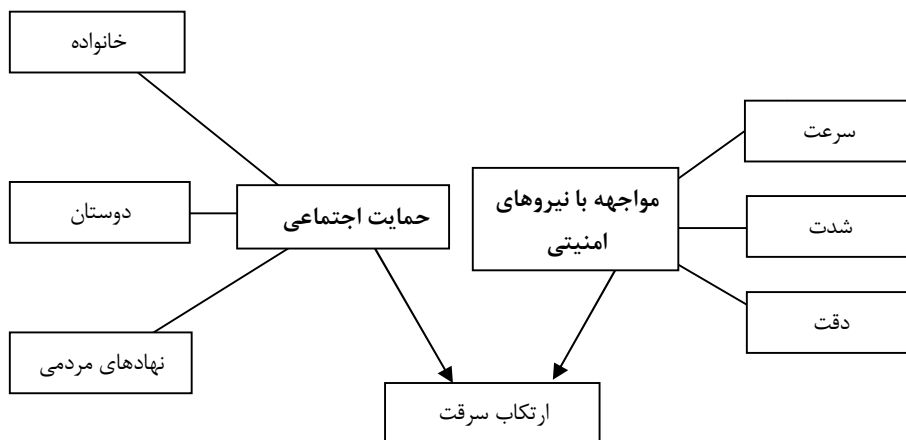 خانواده
سرعت
حمایت اجتماعی
مواجهه با نیروهای
امنیتی
دوستان
شدت
دقت
نهادهای مردمی
ارتکاب سرقت